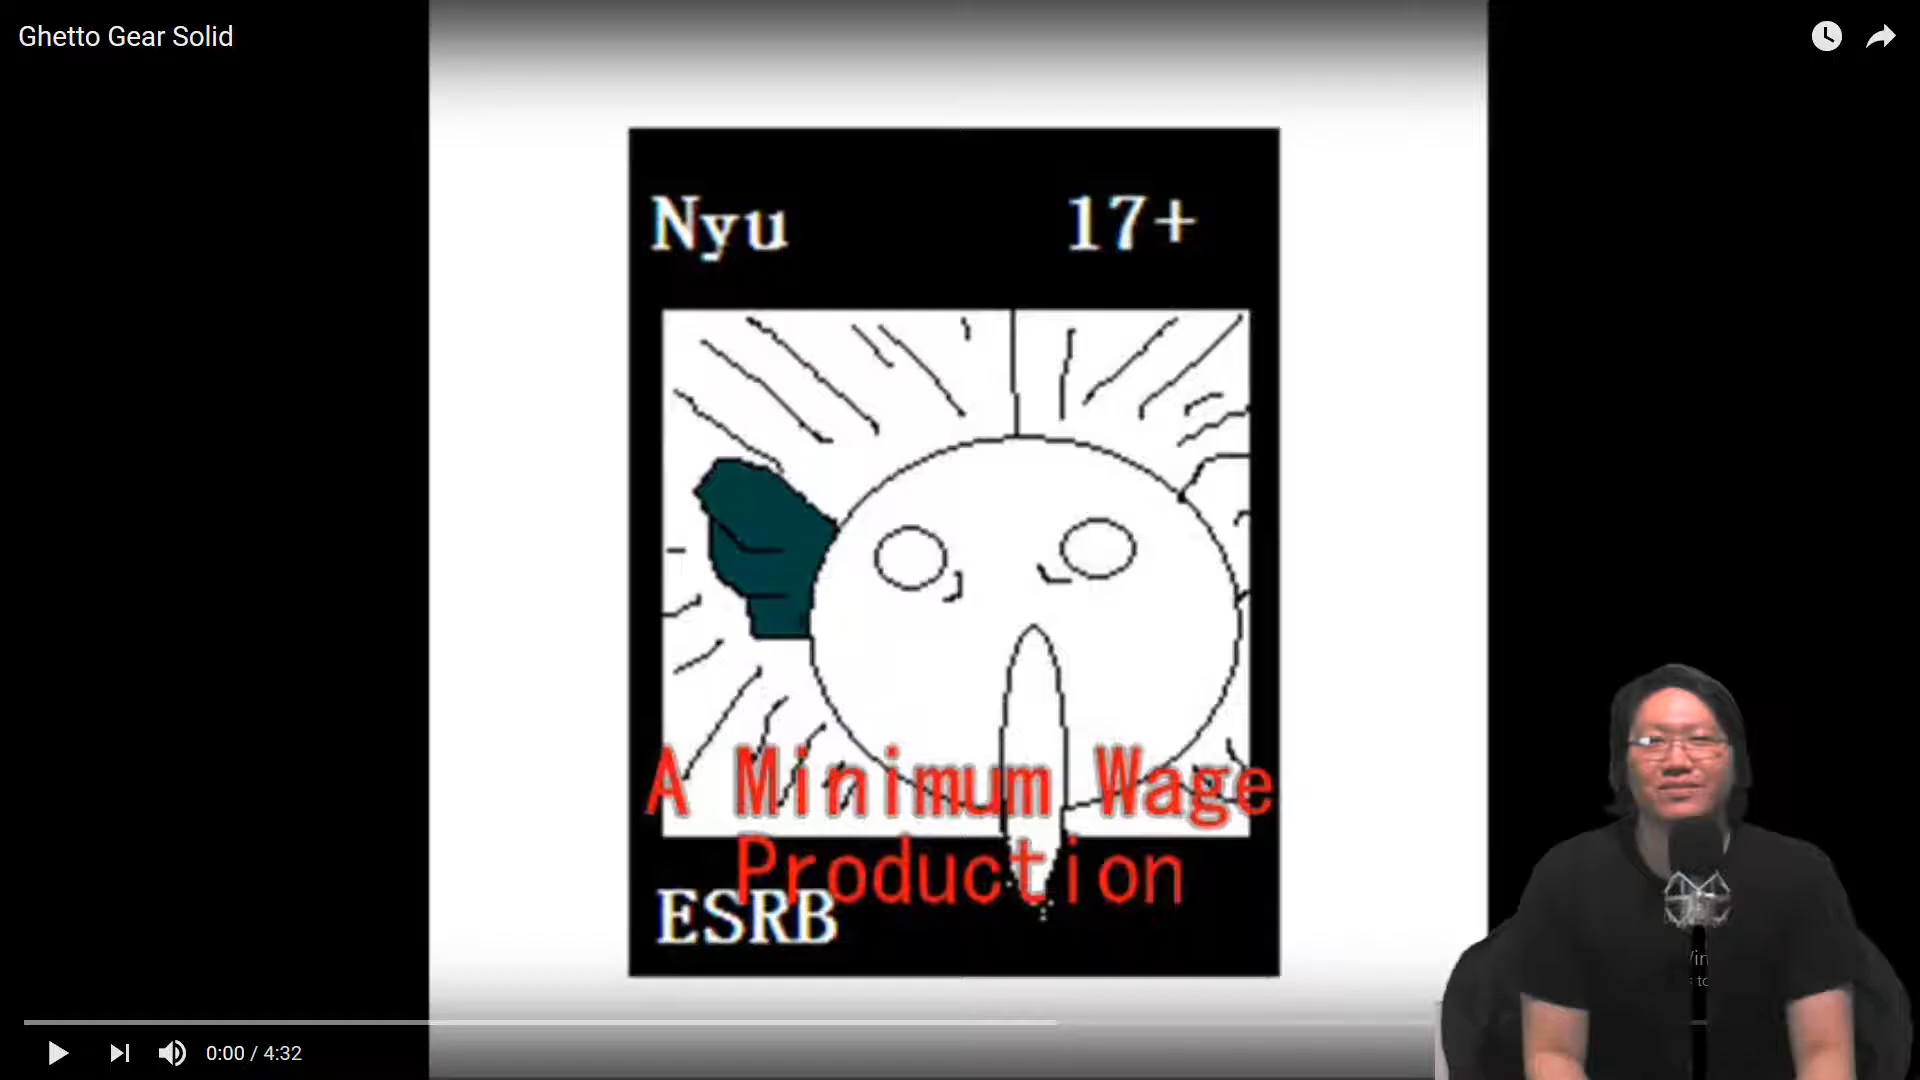 Ghetto Gear Solid
Nyu 17+
A Minimum Wage
Production
ESRB
0:00 / 4:32